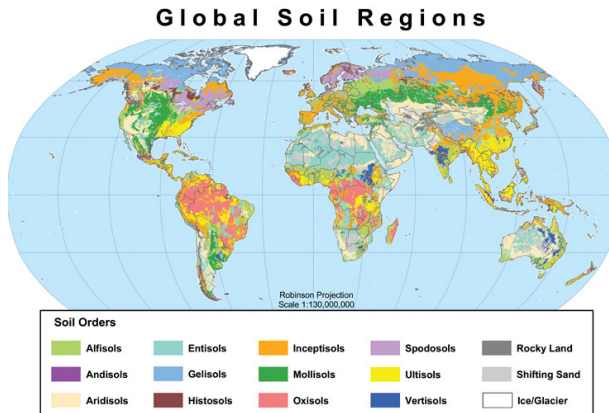 Global Soil Regions
Robinson Projection
Scale 1:130,000,000
Soil Orders
Alfisols
Entisols
Inceptisols
Spodosols
Rocky Land
Andisols
Gelisols
Mollisols
Ultisols
Shifting Sand
Aridisols
Histosols
Oxisols
Vertisols
Ice/Glacier